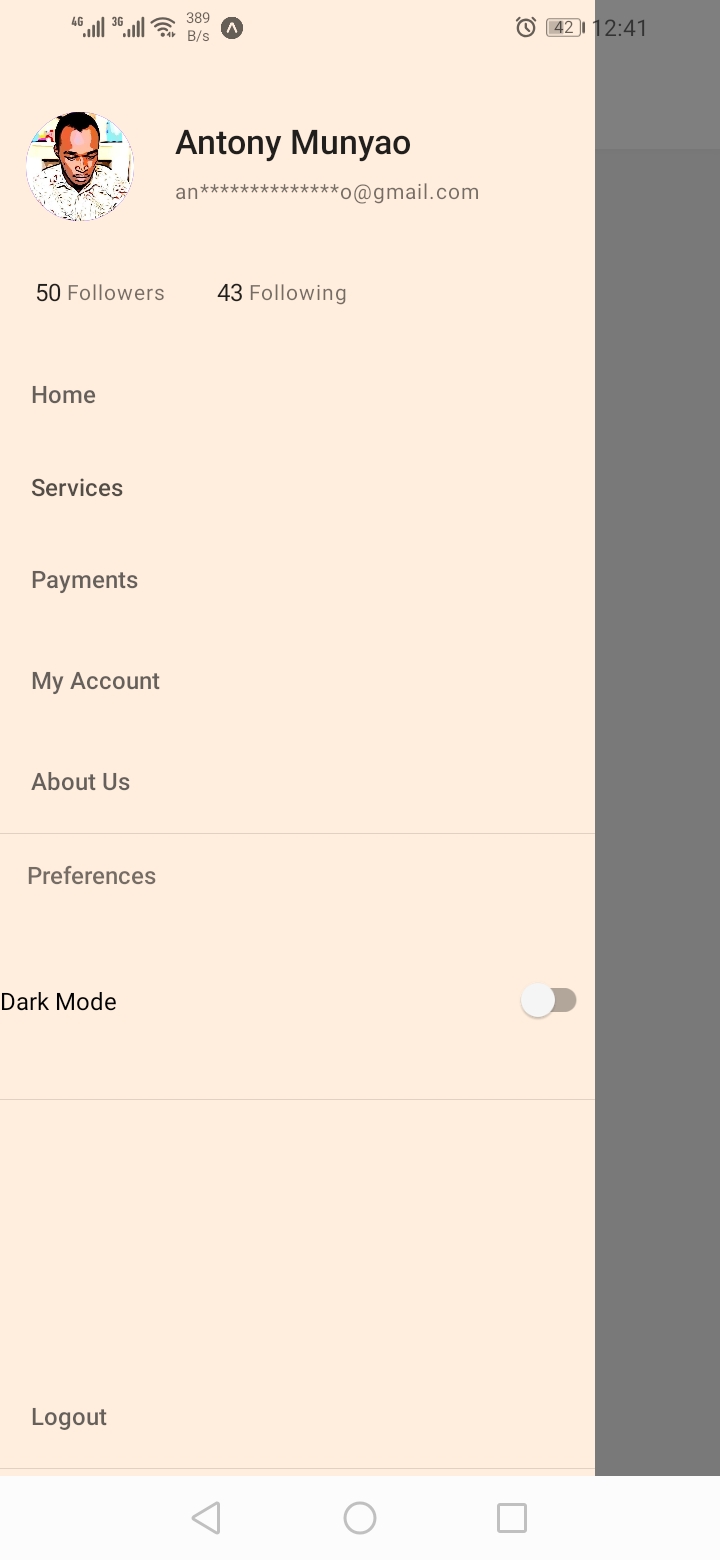 4G 3G 389 B/s 42 12:41
Antony Munyao
an**************o@gmail.com
50 Followers 43 Following
Home
Services
Payments
My Account
About Us
Preferences
Dark Mode
Logout